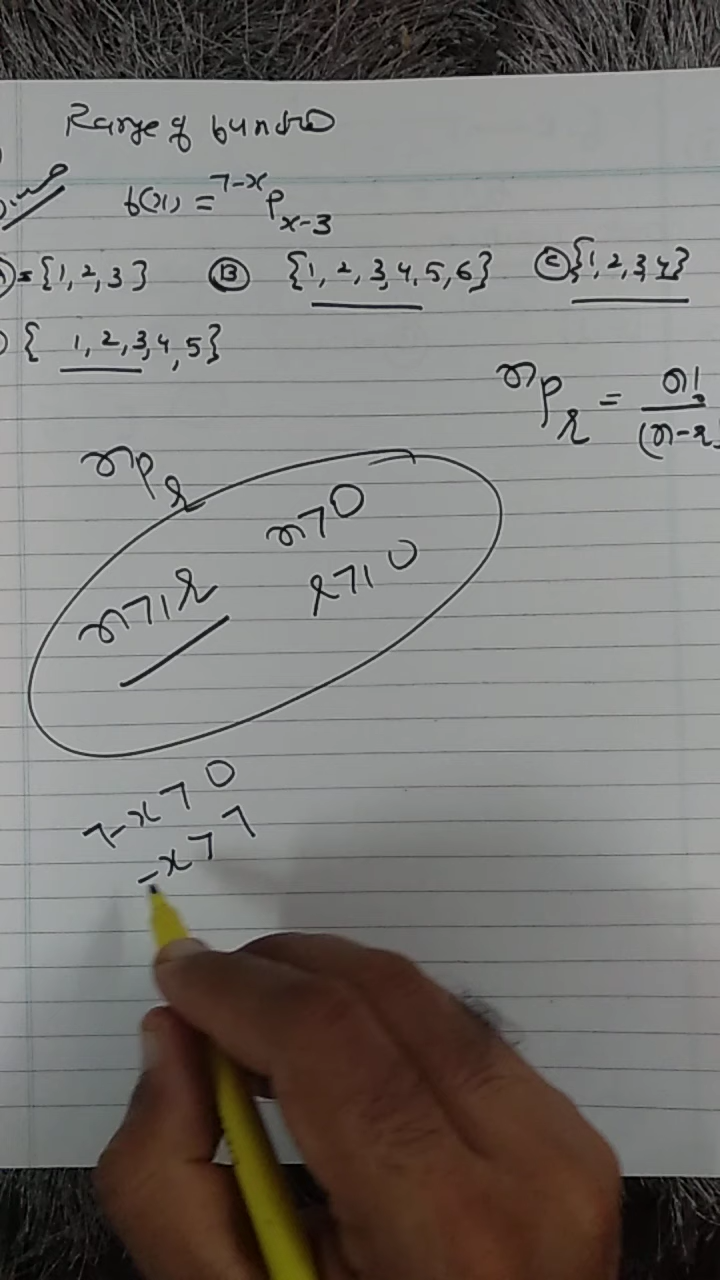 Range of
f(x) = ⁷⁻ˣPₓ₋₃
= {1, 2, 3} (B) {1, 2, 3, 4, 5, 6} (C) {1, 2, 3, 4}
{ 1, 2, 3, 4, 5}
ⁿPᵣ = n! / (n-r
ⁿPᵣ
n > 0
n ≥ r r ≥ 0
7-x > 0
-x > 7